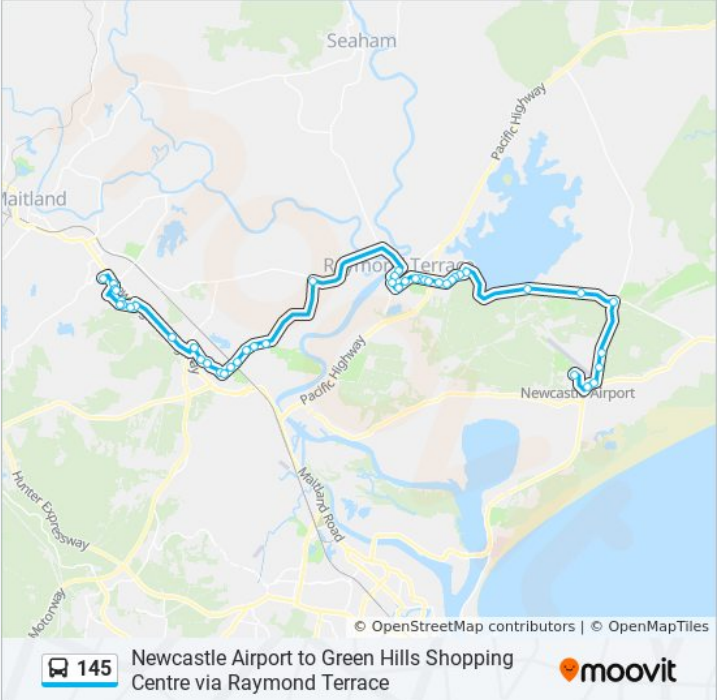 Seaham
Pacific Highway
Maitland
Raymond Terrace
Pacific Highway
Newcastle Airport
Maitland Road
Hunter Expressway
Motorway
© OpenStreetMap contributors | © OpenMapTiles
145
Newcastle Airport to Green Hills Shopping
Centre via Raymond Terrace
moovit